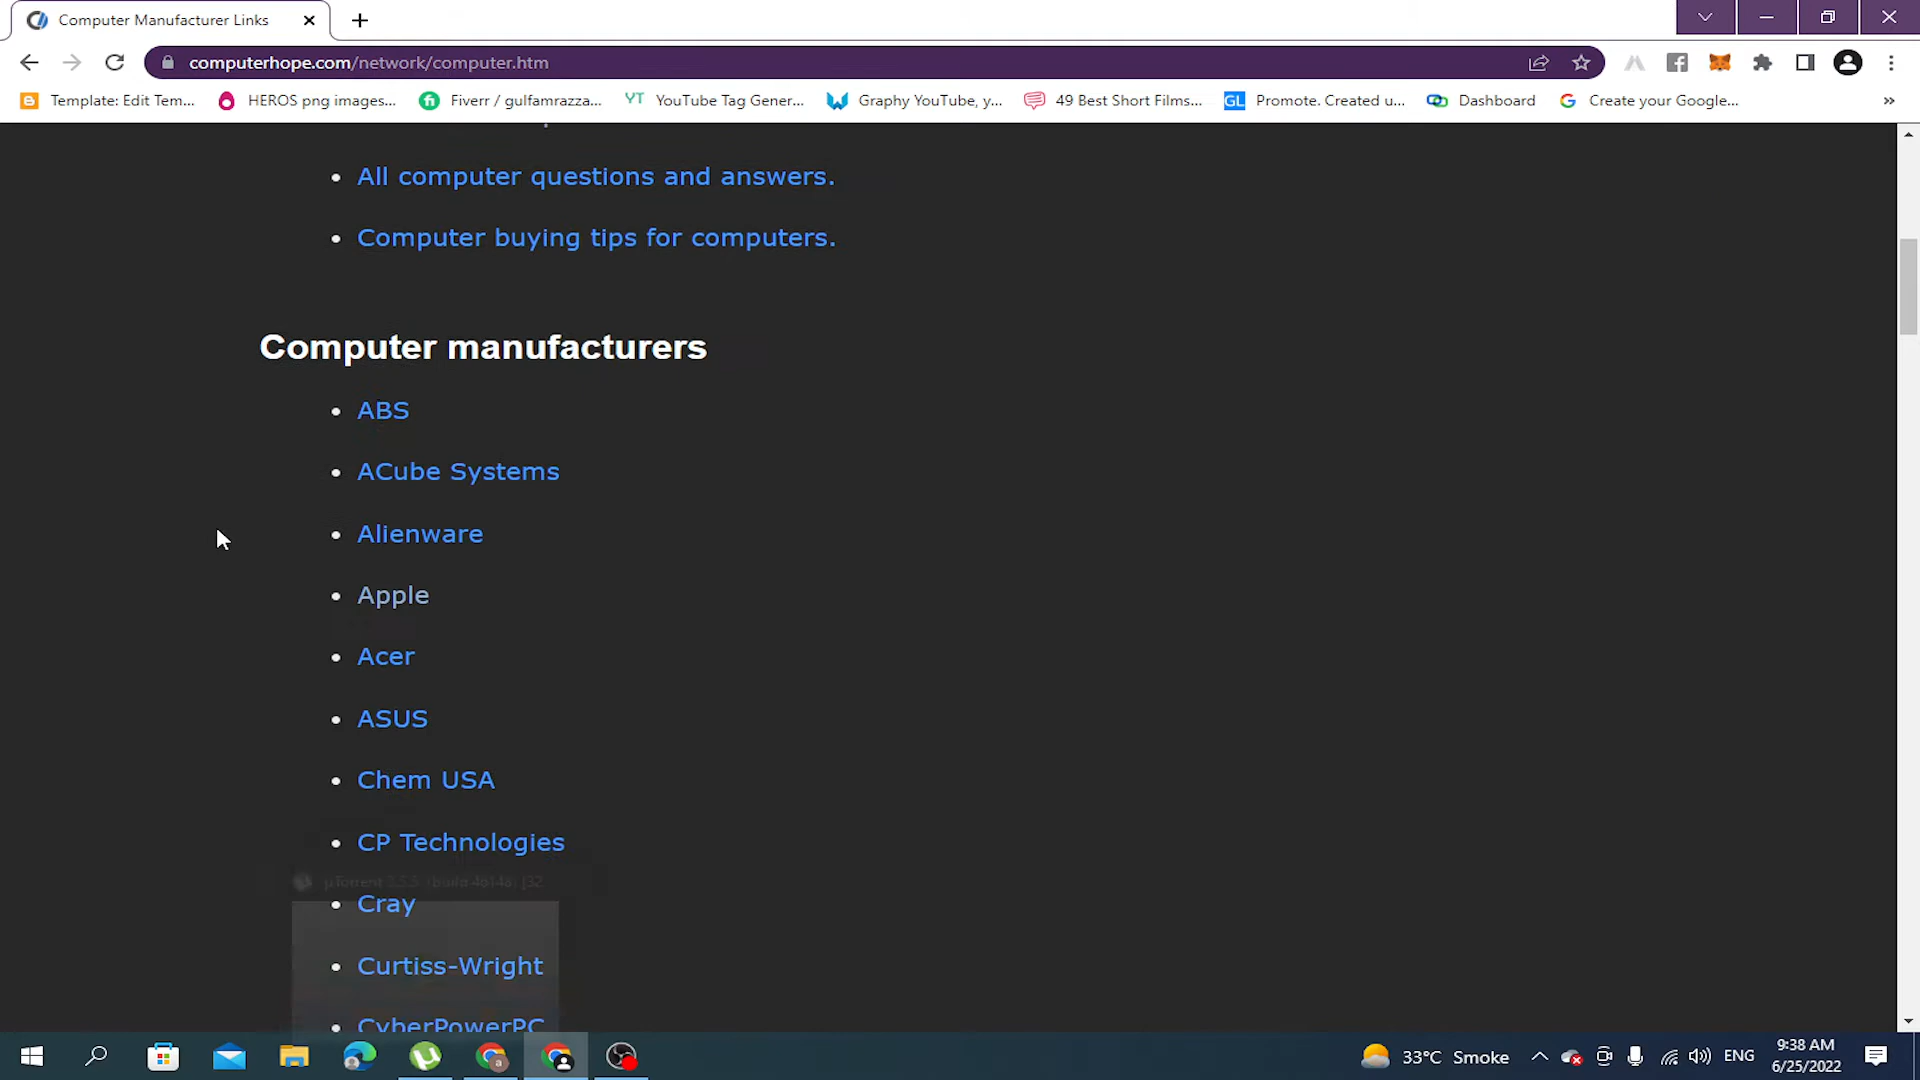 Computer Manufacturer Links
computerhope.com/network/computer.htm
Template: Edit Tem... HEROS png images... Fiverr / gulfamrazza... YT YouTube Tag Gener... Graphy YouTube, y... 49 Best Short Films... GL Promote. Created u... Dashboard Create your Google... »
All computer questions and answers.
Computer buying tips for computers.
Computer manufacturers
ABS
ACube Systems
Alienware
Apple
Acer
ASUS
Chem USA
CP Technologies
Cray
Curtiss-Wright
CyberPowerPC
33°C Smoke ENG 9:38 AM
6/25/2022